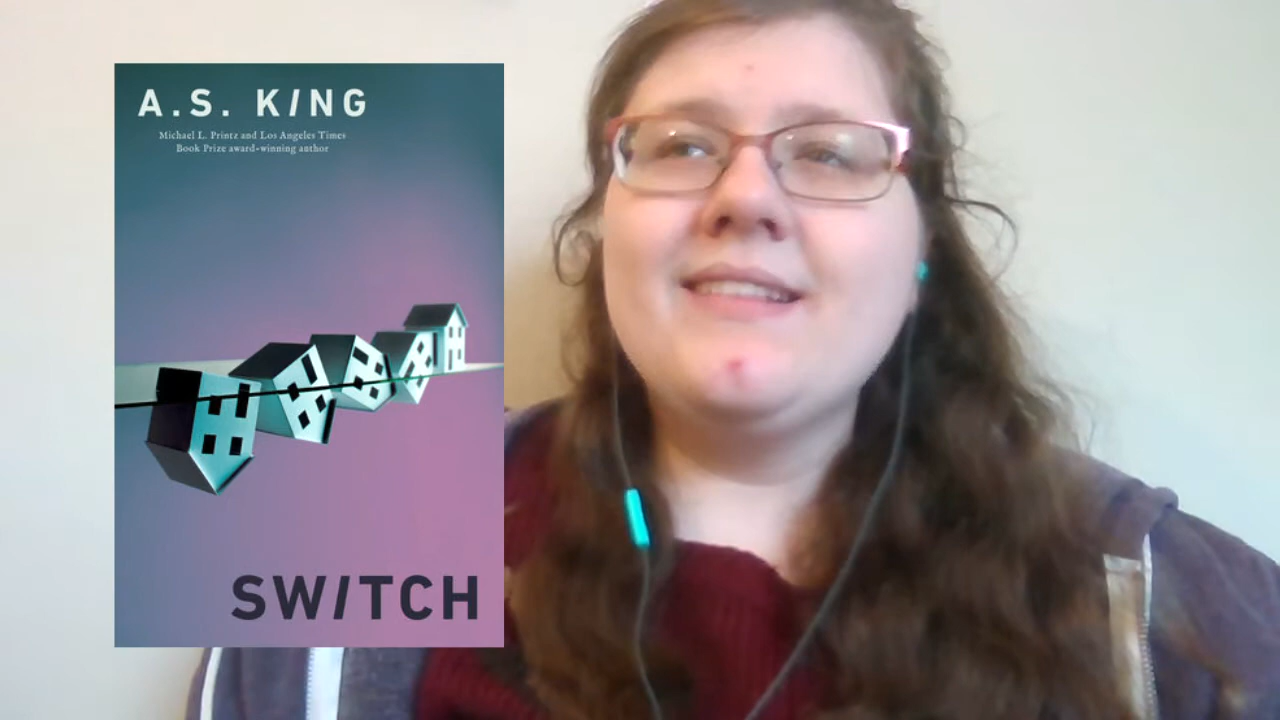 A.S. KING
Michael L. Printz and Los Angeles Times
Book Prize award-winning author
SWITCH